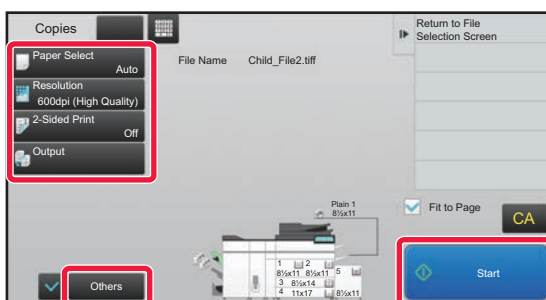 Copies
Return to File
Selection Screen
Paper Select
Auto
File Name Child_File2.tiff
Resolution
600dpi (High Quality)
2-Sided Print
Off
Output
Plain 1
8½x11
Fit to Page
CA
1 2
8½x11 8½x11 5
3 8½x14
4 11x17 8½x11
Others
Start